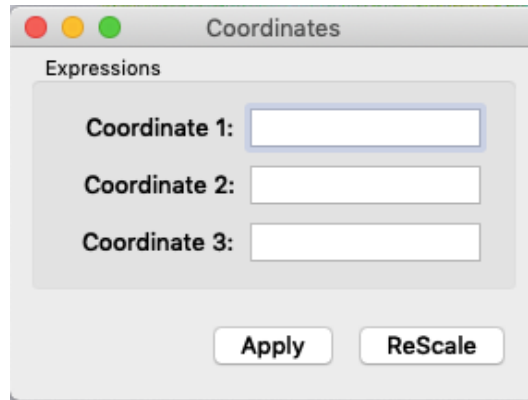 Coordinates
Expressions
Coordinate 1:
Coordinate 2:
Coordinate 3:
Apply ReScale